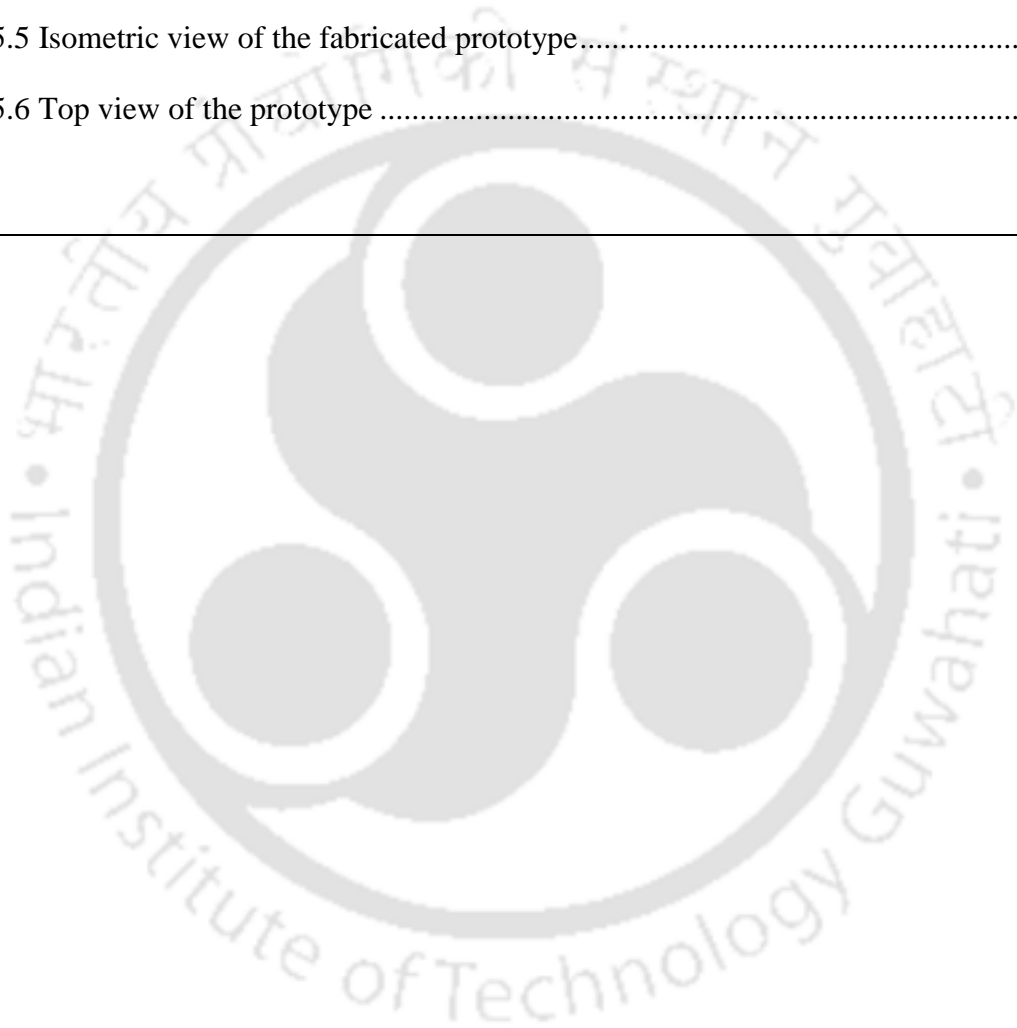 5.5 Isometric view of the fabricated prototype.......................................................................
5.6 Top view of the prototype ...............................................................................................
भारतीय प्रौद्योगिकी संस्थान गुवाहाटी
• Indian Institute of Technology Guwahati •